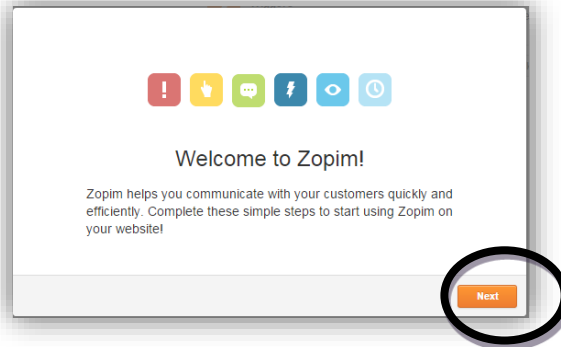 Welcome to Zopim!
Zopim helps you communicate with your customers quickly and
efficiently. Complete these simple steps to start using Zopim on
your website!
Next